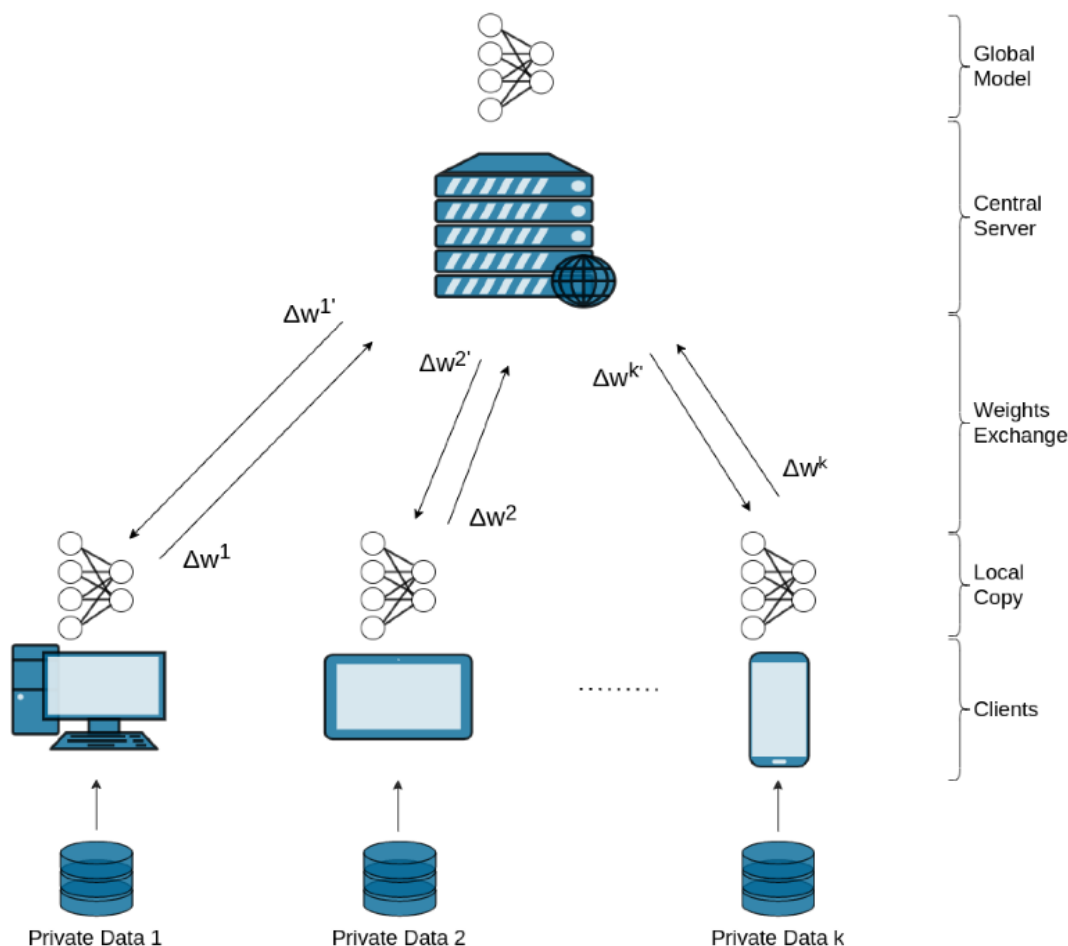 Global
Model
Central
Server
Δw1'
Δw2'
Δwk'
Weights
Exchange
Δwk
Δw2
Δw1
Local
Copy
Clients
Private Data 1
Private Data 2
Private Data k